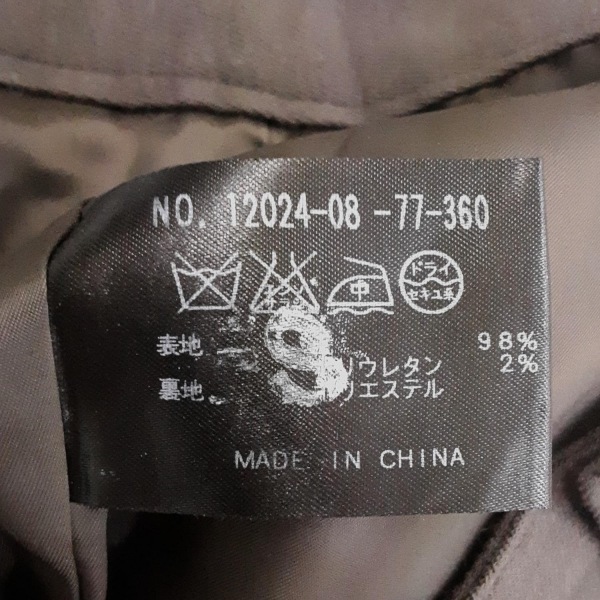 NO. 12024-08 -77-360
中 ドライ
セキユ系
表地 98%
リウレタン 2%
裏地 リエステル
9
MADE IN CHINA